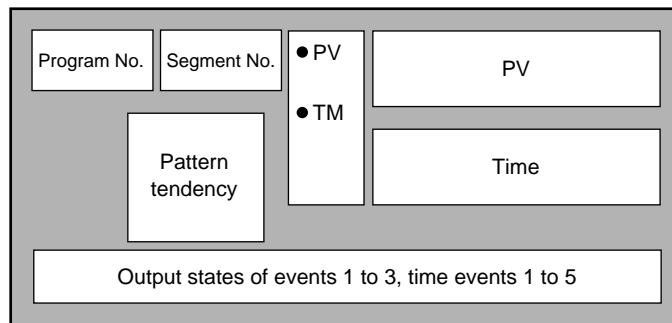 Program No.
Segment No.
● PV
● TM
PV
Time
Pattern
tendency
Output states of events 1 to 3, time events 1 to 5